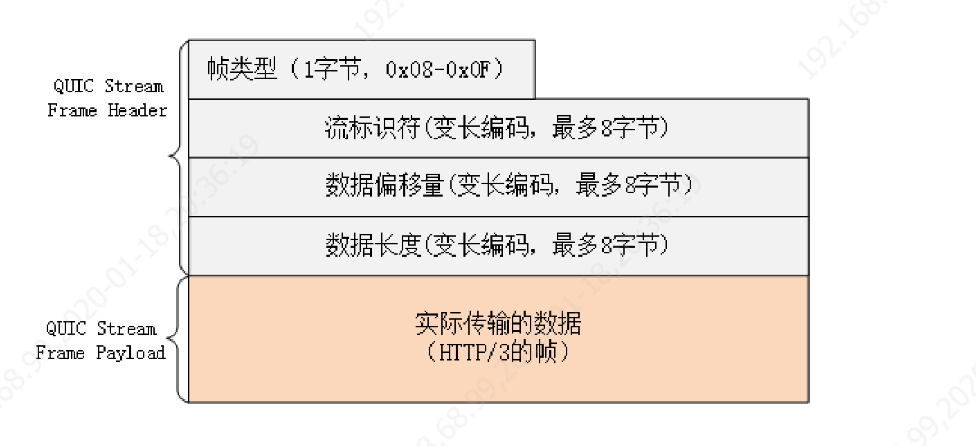 帧类型（1字节，0x08-0x0F）
QUIC Stream
Frame Header
流标识符(变长编码，最多8字节)
数据偏移量(变长编码，最多8字节)
数据长度(变长编码，最多8字节)
实际传输的数据
（HTTP/3的帧）
QUIC Stream
Frame Payload